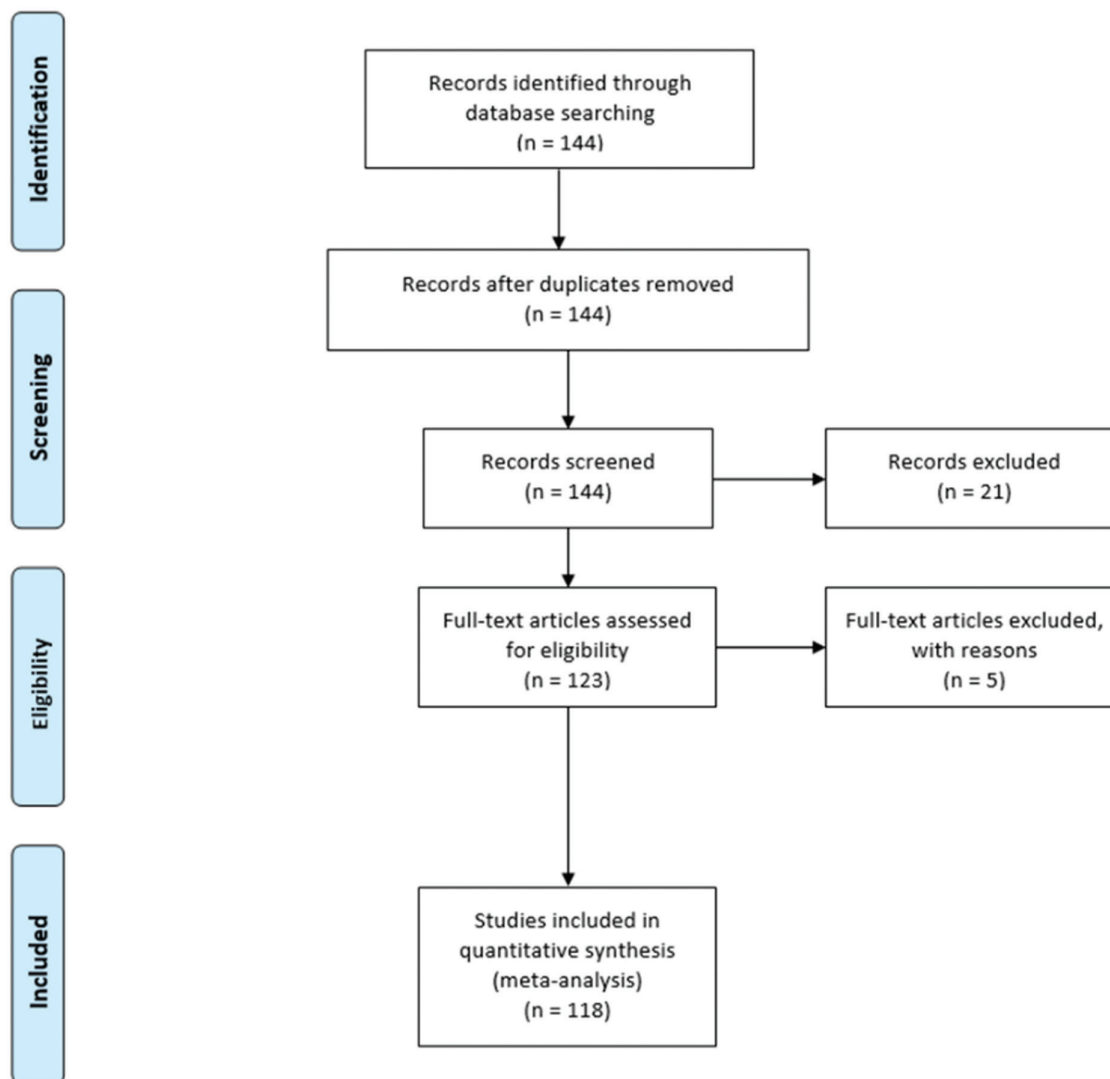 Identification
Records identified through
database searching
(n = 144)
Records after duplicates removed
(n = 144)
Screening
Records screened
(n = 144)
Records excluded
(n = 21)
Eligibility
Full-text articles assessed
for eligibility
(n = 123)
Full-text articles excluded,
with reasons
(n = 5)
Included
Studies included in
quantitative synthesis
(meta-analysis)
(n = 118)